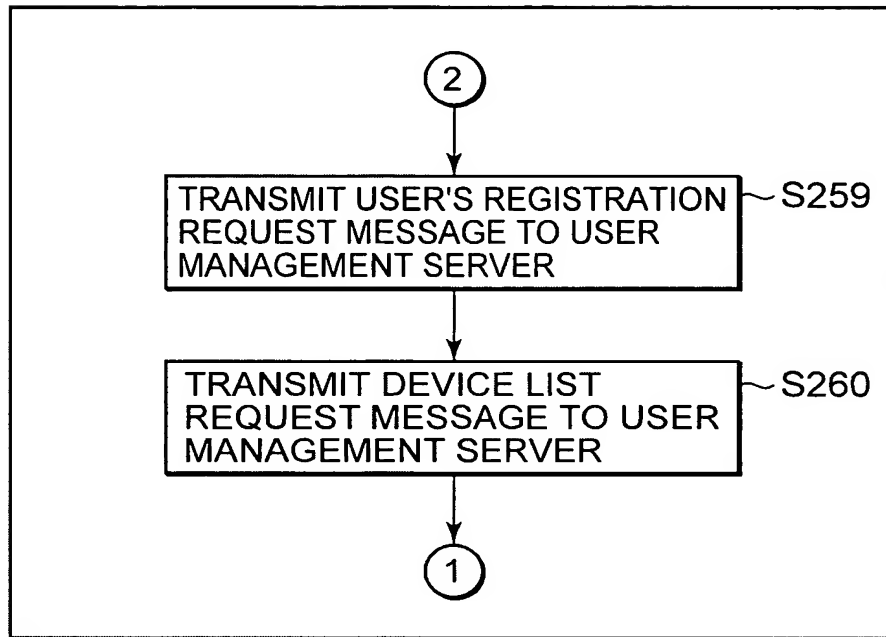 2
TRANSMIT USER'S REGISTRATION
REQUEST MESSAGE TO USER
MANAGEMENT SERVER
S259
TRANSMIT DEVICE LIST
REQUEST MESSAGE TO USER
MANAGEMENT SERVER
S260
1